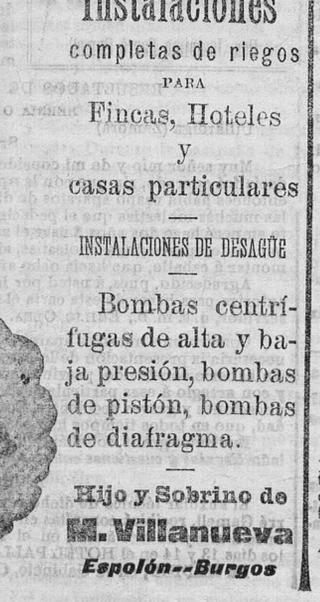 Instalaciones
completas de riegos
PARA
Fincas, Hoteles
y
casas particulares
INSTALACIONES DE DESAGÜE
Bombas centrí-
fugas de alta y ba-
ja presión, bombas
de pistón, bombas
de diafragma.
Hijo y Sobrino de
M. Villanueva
Espolón--Burgos